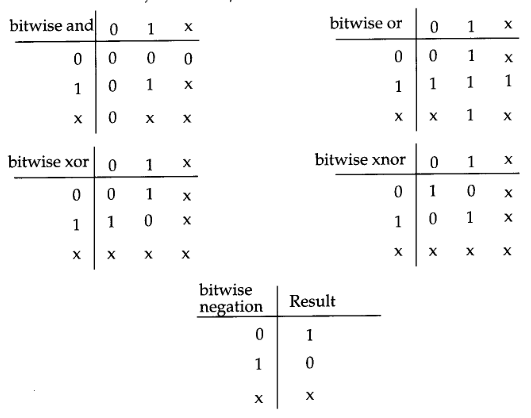 bitwise and 0 1 x
0 0 0 0
1 0 1 x
x 0 x x
bitwise or 0 1 x
0 0 1 x
1 1 1 1
x x 1 x
bitwise xor 0 1 x
0 0 1 x
1 1 0 x
x x x x
bitwise xnor 0 1 x
0 1 0 x
1 0 1 x
x x x x
bitwise
negation Result
0 1
1 0
x x